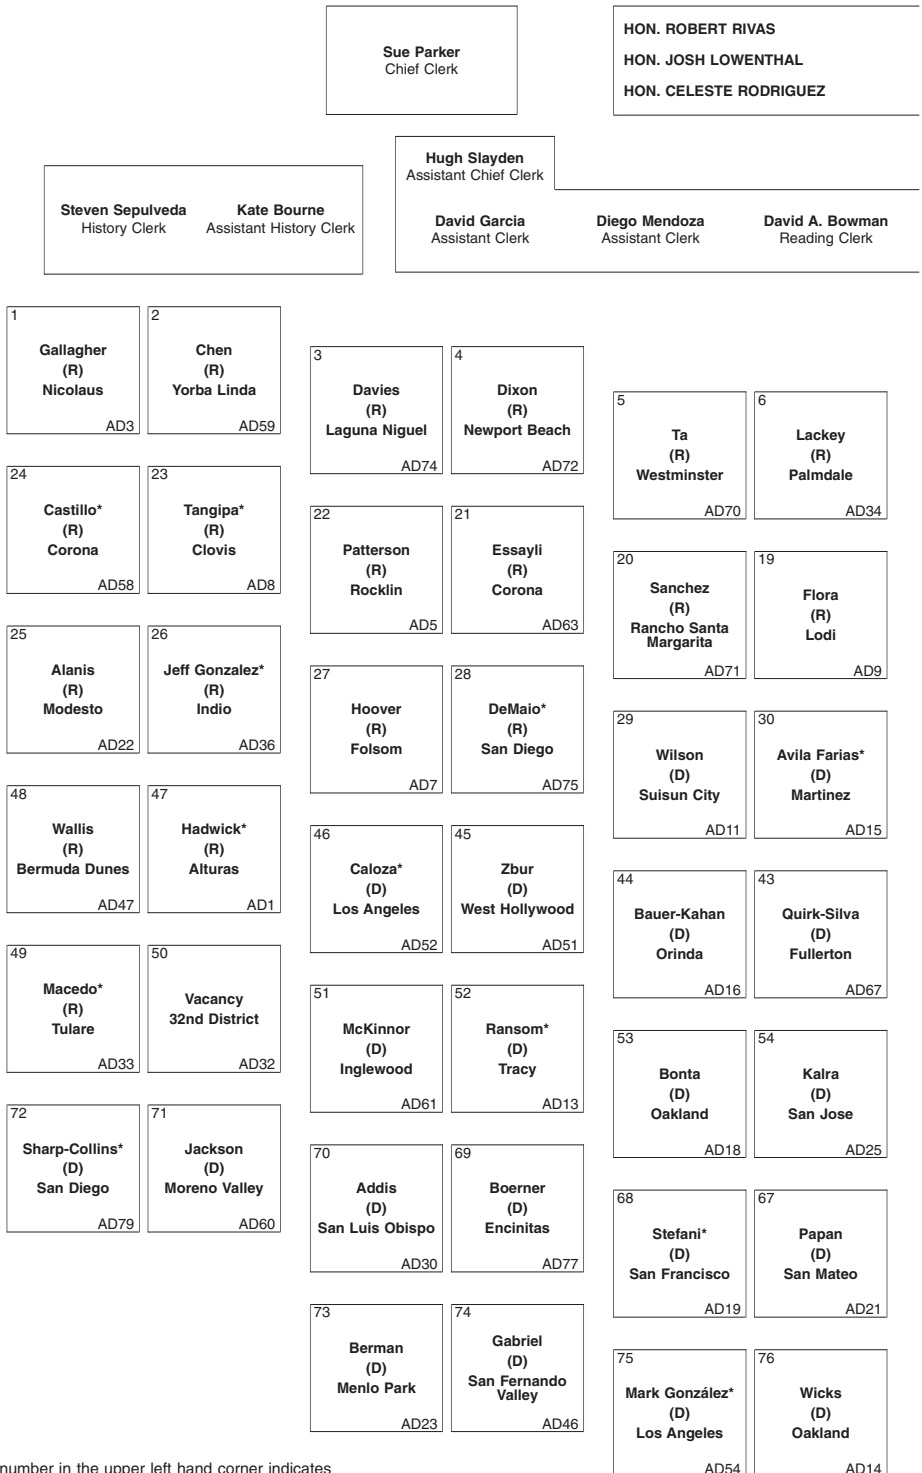 Sue Parker
Chief Clerk
HON. ROBERT RIVAS
HON. JOSH LOWENTHAL
HON. CELESTE RODRIGUEZ
Hugh Slayden
Assistant Chief Clerk
Steven Sepulveda
History Clerk
Kate Bourne
Assistant History Clerk
David Garcia
Assistant Clerk
Diego Mendoza
Assistant Clerk
David A. Bowman
Reading Clerk
1
Gallagher
(R)
Nicolaus
AD3
2
Chen
(R)
Yorba Linda
AD59
3
Davies
(R)
Laguna Niguel
AD74
4
Dixon
(R)
Newport Beach
AD72
5
Ta
(R)
Westminster
AD70
6
Lackey
(R)
Palmdale
AD34
24
Castillo*
(R)
Corona
AD58
23
Tangipa*
(R)
Clovis
AD8
22
Patterson
(R)
Rocklin
AD5
21
Essayli
(R)
Corona
AD63
20
Sanchez
(R)
Rancho Santa
Margarita
AD71
19
Flora
(R)
Lodi
AD9
25
Alanis
(R)
Modesto
AD22
26
Jeff Gonzalez*
(R)
Indio
AD36
27
Hoover
(R)
Folsom
AD7
28
DeMaio*
(R)
San Diego
AD75
29
Wilson
(D)
Suisun City
AD11
30
Avila Farias*
(D)
Martinez
AD15
48
Wallis
(R)
Bermuda Dunes
AD47
47
Hadwick*
(R)
Alturas
AD1
46
Caloza*
(D)
Los Angeles
AD52
45
Zbur
(D)
West Hollywood
AD51
44
Bauer-Kahan
(D)
Orinda
AD16
43
Quirk-Silva
(D)
Fullerton
AD67
49
Macedo*
(R)
Tulare
AD33
50
Vacancy
32nd District
AD32
51
McKinnor
(D)
Inglewood
AD61
52
Ransom*
(D)
Tracy
AD13
53
Bonta
(D)
Oakland
AD18
54
Kalra
(D)
San Jose
AD25
72
Sharp-Collins*
(D)
San Diego
AD79
71
Jackson
(D)
Moreno Valley
AD60
70
Addis
(D)
San Luis Obispo
AD30
69
Boerner
(D)
Encinitas
AD77
68
Stefani*
(D)
San Francisco
AD19
67
Papan
(D)
San Mateo
AD21
73
Berman
(D)
Menlo Park
AD23
74
Gabriel
(D)
San Fernando
Valley
AD46
75
Mark González*
(D)
Los Angeles
AD54
76
Wicks
(D)
Oakland
AD14
number in the upper left hand corner indicates